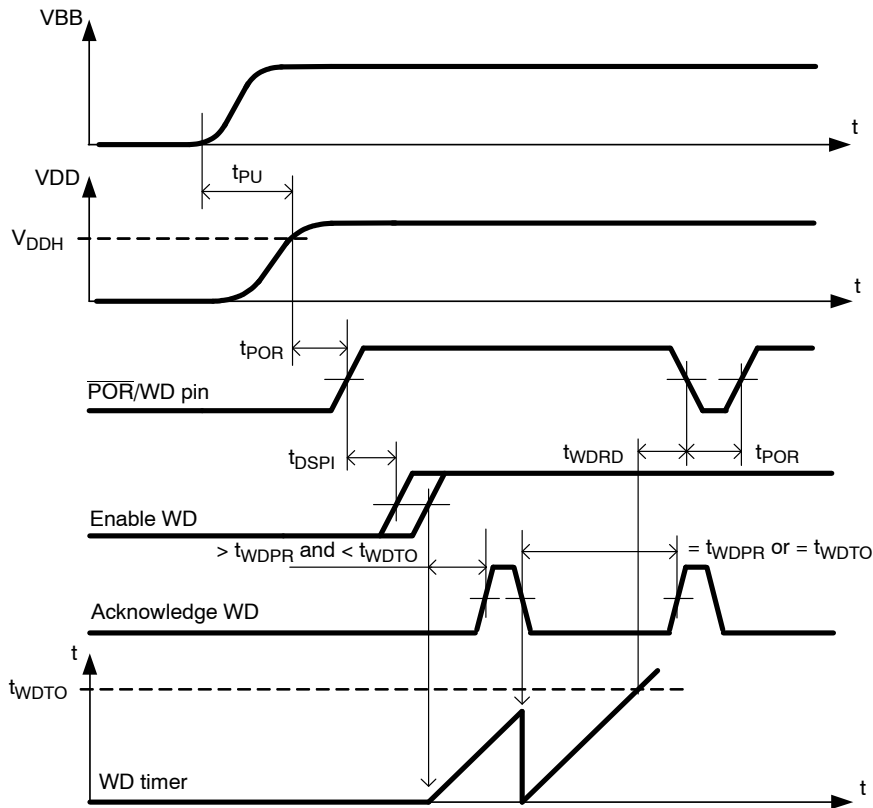 VBB
t
tPU
VDD
VDDH
t
tPOR
POR/WD pin
tDSPI
tWDRD
tPOR
Enable WD
> tWDPR and < tWDTO
= tWDPR or = tWDTO
Acknowledge WD
t
tWDTO
WD timer
t